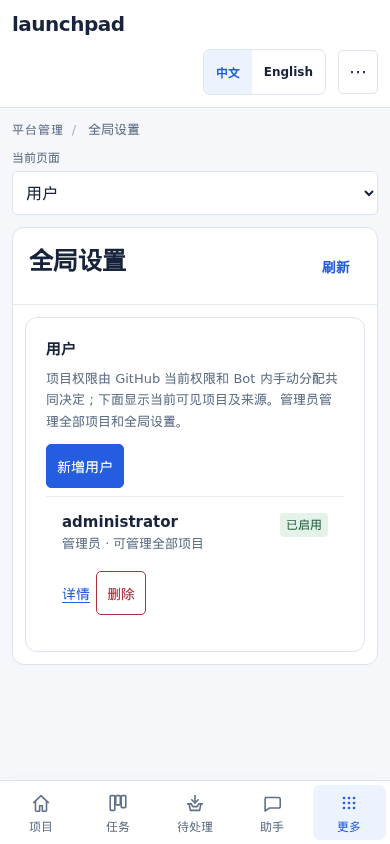 launchpad
中文
English
...
平台管理 / 全局设置
当前页面
用户
全局设置
刷新
用户
项目权限由 GitHub 当前权限和 Bot 内手动分配共
同决定；下面显示当前可见项目及来源。管理员管
理全部项目和全局设置。
新增用户
administrator
已启用
管理员 · 可管理全部项目
详情
删除
项目
任务
待处理
助手
更多